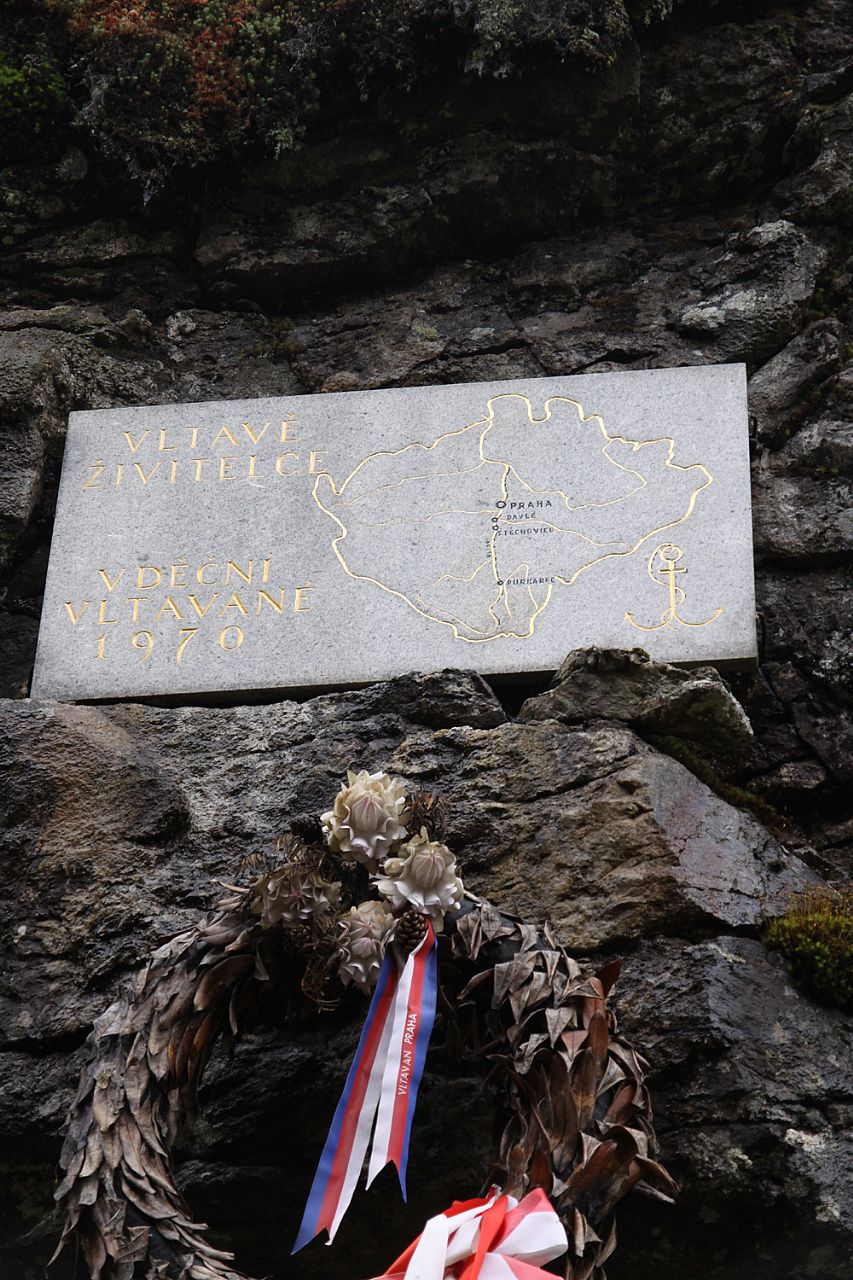 VLTAVĚ
ŽIVITELCE
VDĚČNÍ
VLTAVANÉ
1970
PRAHA
DAVLE
ŠTĚCHOVICE
PURKAREC
VLTAVAN PRAHA